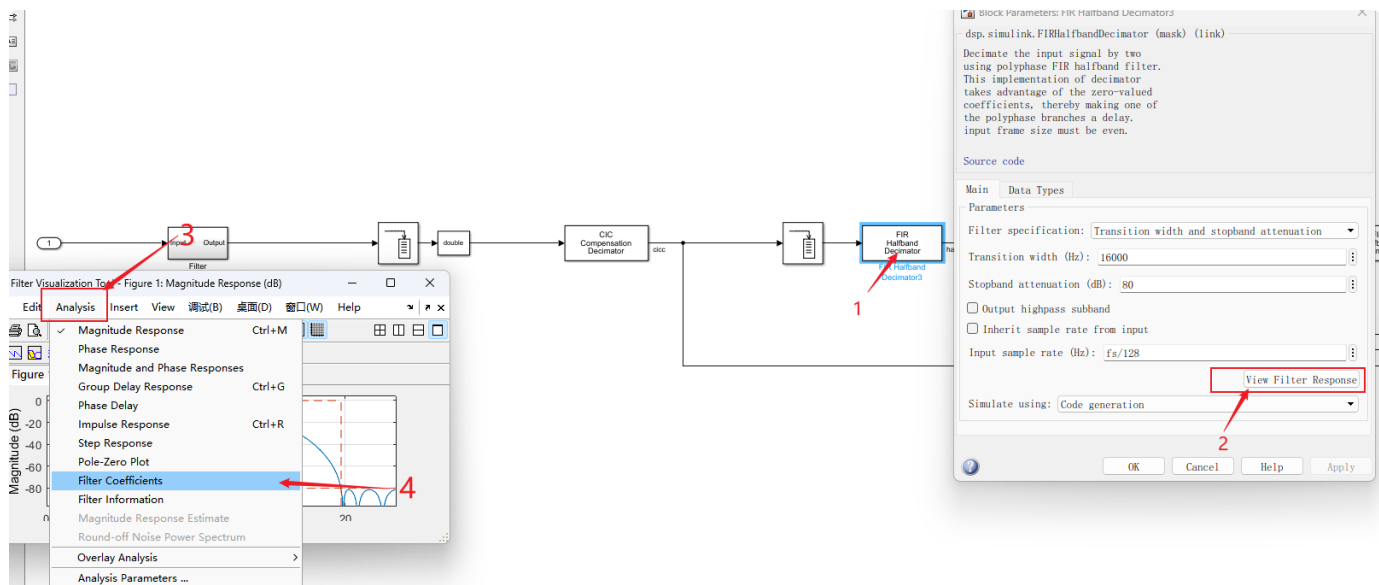 Block Parameters: FIR Halfband Decimator3
dsp.simulink.FIRHalfbandDecimator (mask) (link)
Decimate the input signal by two
using polyphase FIR halfband filter.
This implementation of decimator
takes advantage of the zero-valued
coefficients, thereby making one of
the polyphase branches a delay.
input frame size must be even.
Source code
Main Data Types
Parameters
Filter specification: Transition width and stopband attenuation
Transition width (Hz): 16000
Stopband attenuation (dB): 80
Output highpass subband
Inherit sample rate from input
Input sample rate (Hz): fs/128
View Filter Response
Simulate using: Code generation
2
OK Cancel Help Apply
1
Input Output
Filter
3
double
CIC
Compensation
Decimator
cicc
FIR
Halfband
Decimator
ha
FIR Halfband
Decimator3
1
Filter Visualization Tool - Figure 1: Magnitude Response (dB)
Edit Analysis Insert View 调试(B) 桌面(D) 窗口(W) Help
Magnitude Response Ctrl+M
Phase Response
Magnitude and Phase Responses
Group Delay Response Ctrl+G
Phase Delay
Impulse Response Ctrl+R
Step Response
Pole-Zero Plot
Filter Coefficients
Filter Information
Magnitude Response Estimate
Round-off Noise Power Spectrum
Overlay Analysis
Analysis Parameters ...
4
Figure
Magnitude (dB)
0
-20
-40
-60
-80
0
20